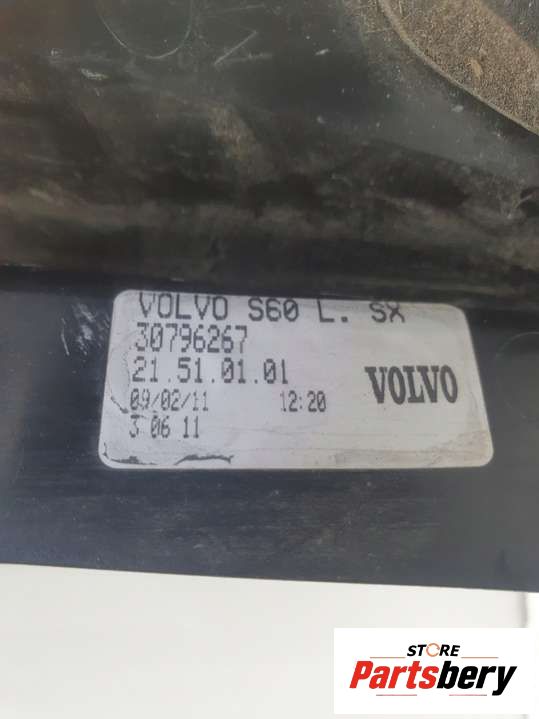 VOLVO S60 L. SX
30796267
21.51.01.01
VOLVO
09/02/11 12:20
3 06 11
STORE
Partsbery